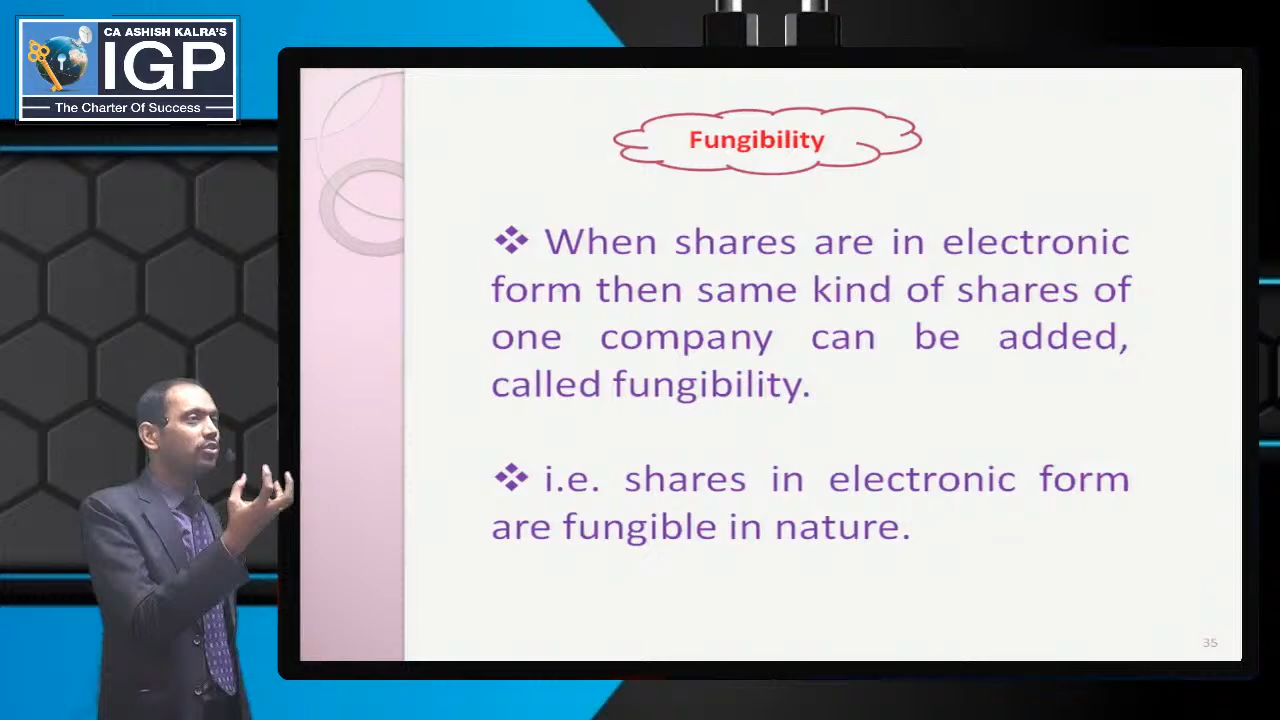 CA ASHISH KALRA'S
IGP
The Charter Of Success
Fungibility
❖ When shares are in electronic
form then same kind of shares of
one company can be added,
called fungibility.
❖ i.e. shares in electronic form
are fungible in nature.
35